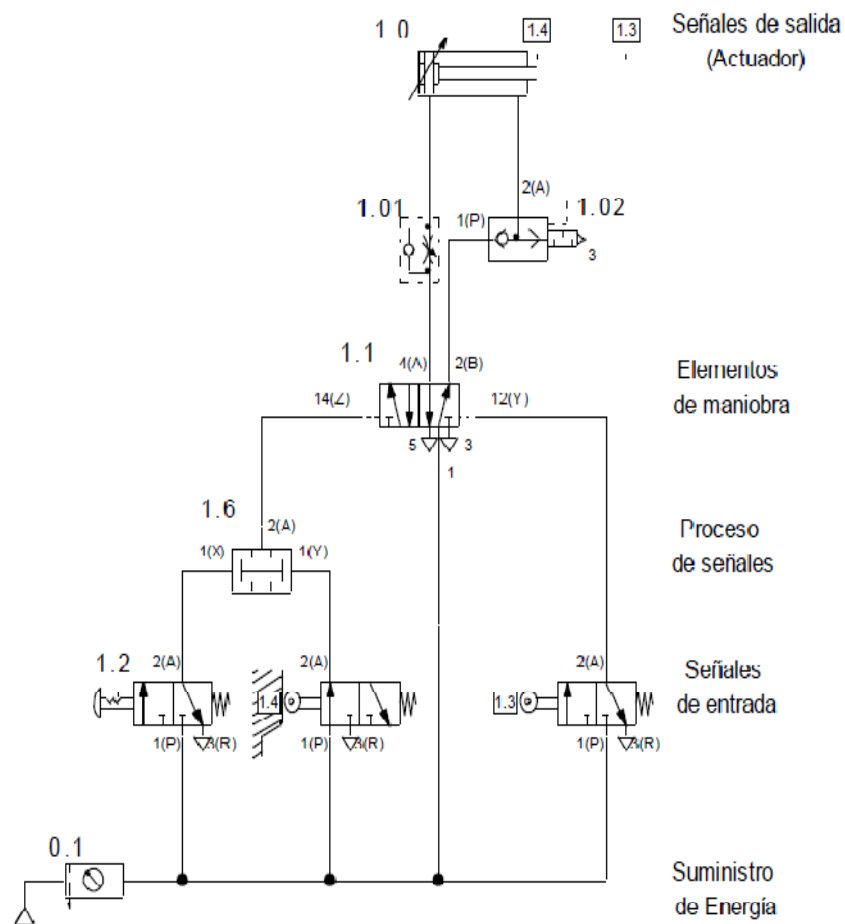 1.0
1.4
1.3
Señales de salida
(Actuador)
2(A)
1.01
1(P)
1.02
3
1.1
4(A)
2(B)
Elementos
de maniobra
14(Z)
12(Y)
5
3
1
1.6
2(A)
1(X)
1(Y)
Proceso
de señales
1.2
2(A)
2(A)
2(A)
Señales
de entrada
1.4
1.3
1(P)
3(R)
1(P)
3(R)
1(P)
3(R)
0.1
Suministro
de Energía